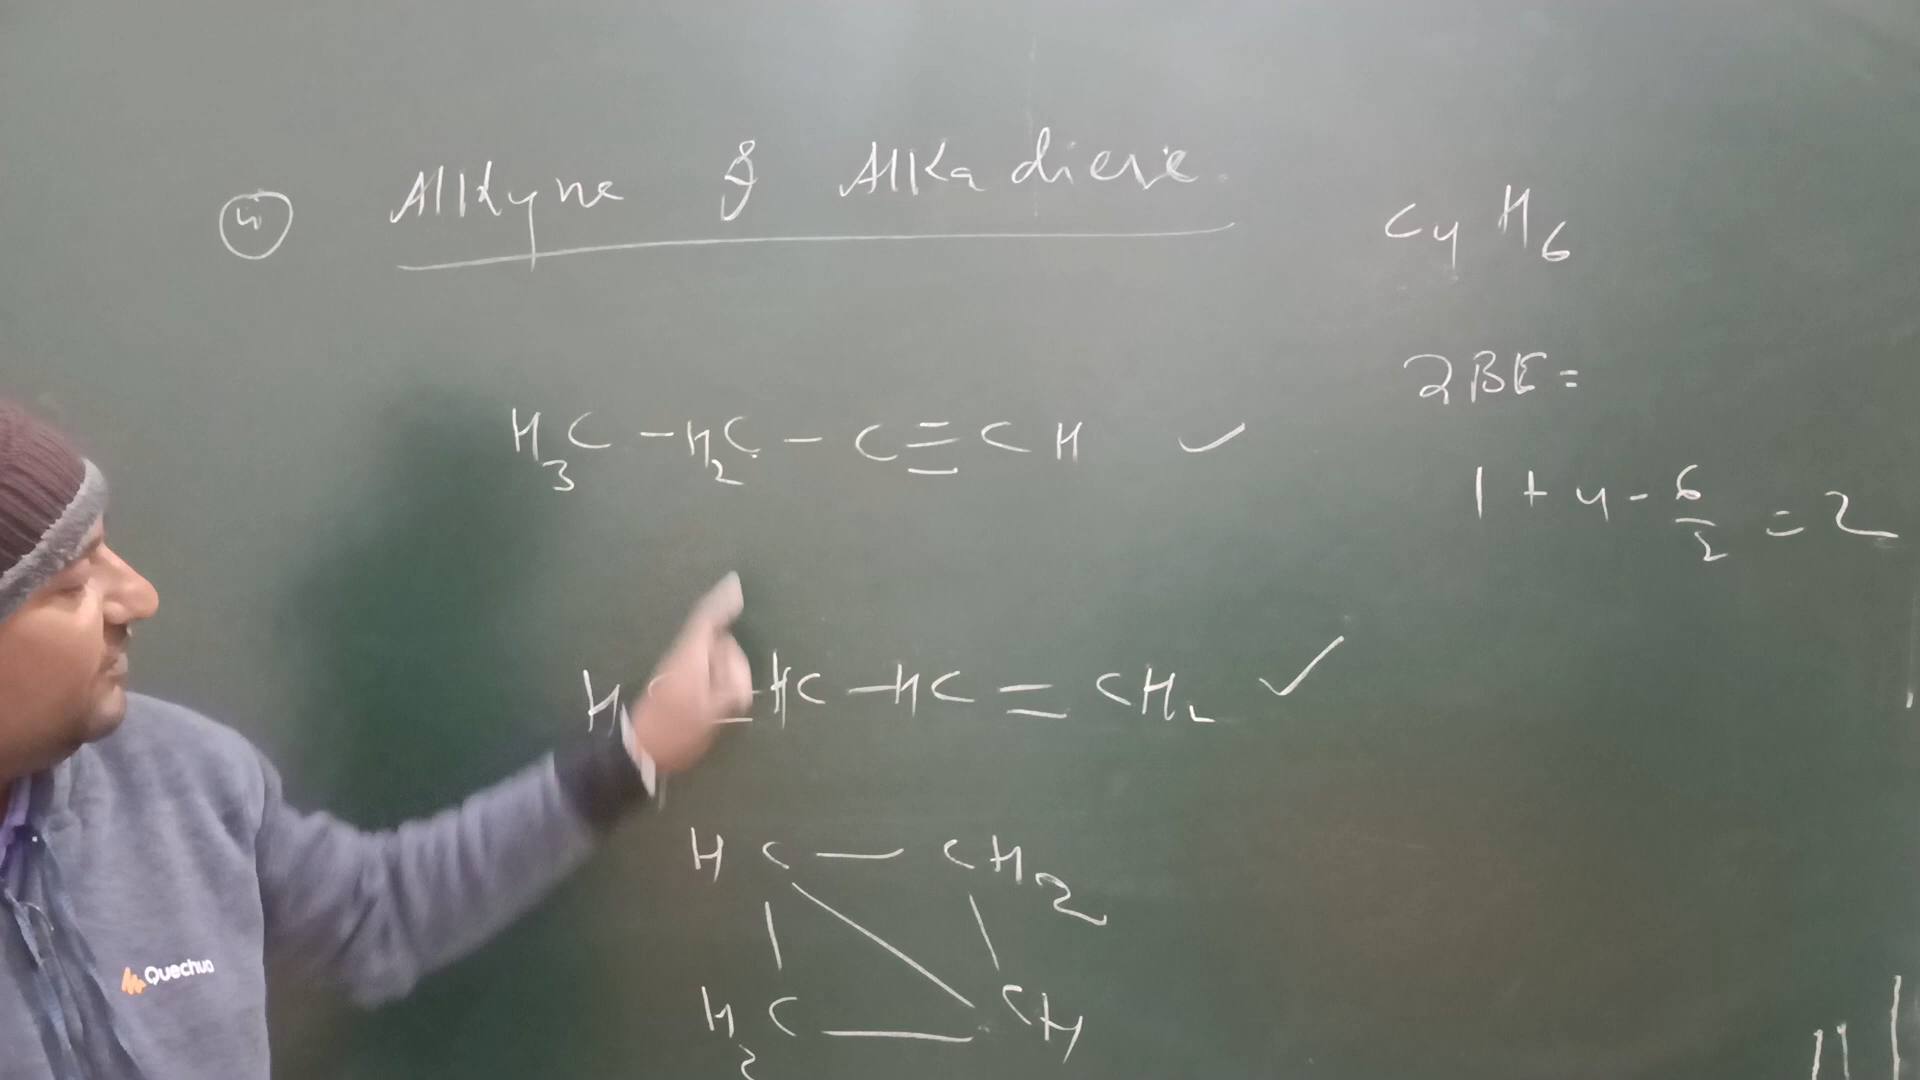 (4) Alkyne & Alkadiene.
C4H6
DBE =
H3C - H2C - C ≡ CH ✓
1 + 4 - 6/2 = 2
HC - HC = CH2 ✓
HC — CH2
H2C — CH
Quechua